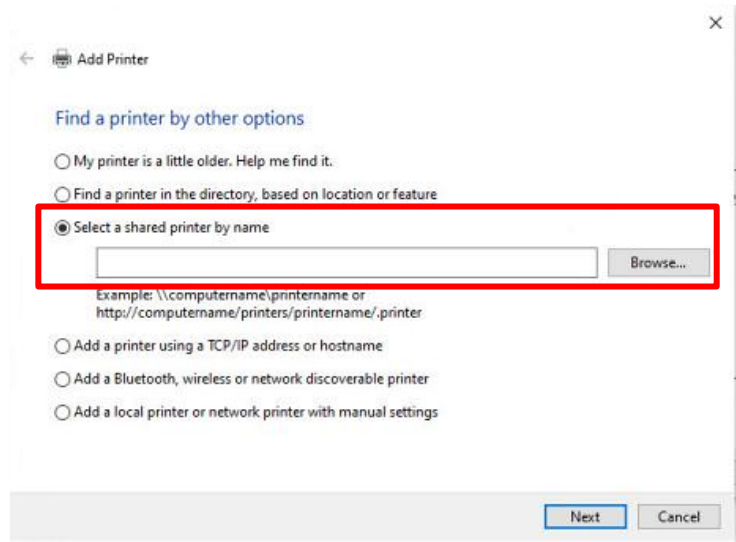 Add Printer
Find a printer by other options
My printer is a little older. Help me find it.
Find a printer in the directory, based on location or feature
Select a shared printer by name
Browse...
Example: \\computername\printername or
http://computername/printers/printername/.printer
Add a printer using a TCP/IP address or hostname
Add a Bluetooth, wireless or network discoverable printer
Add a local printer or network printer with manual settings
Next Cancel